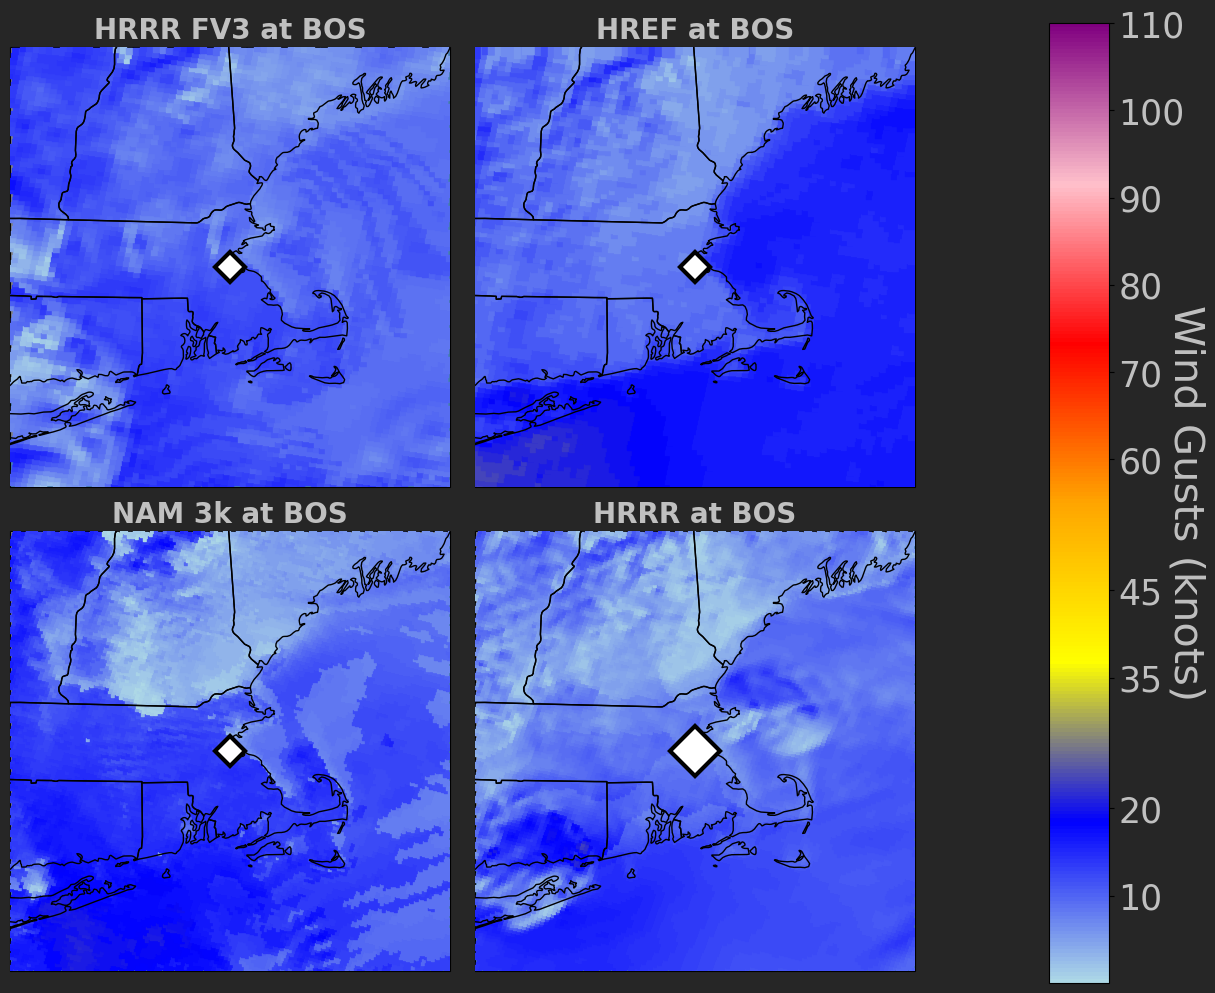 HRRR FV3 at BOS
HREF at BOS
NAM 3k at BOS
HRRR at BOS
110
100
90
80
70
60
45
35
20
10
Wind Gusts (knots)